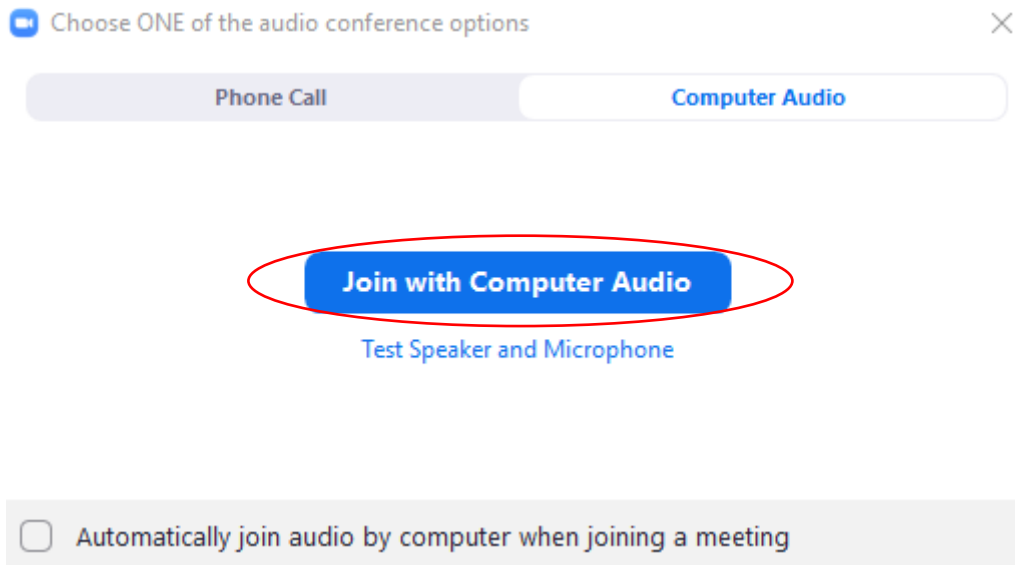 Choose ONE of the audio conference options
Phone Call
Computer Audio
Join with Computer Audio
Test Speaker and Microphone
Automatically join audio by computer when joining a meeting